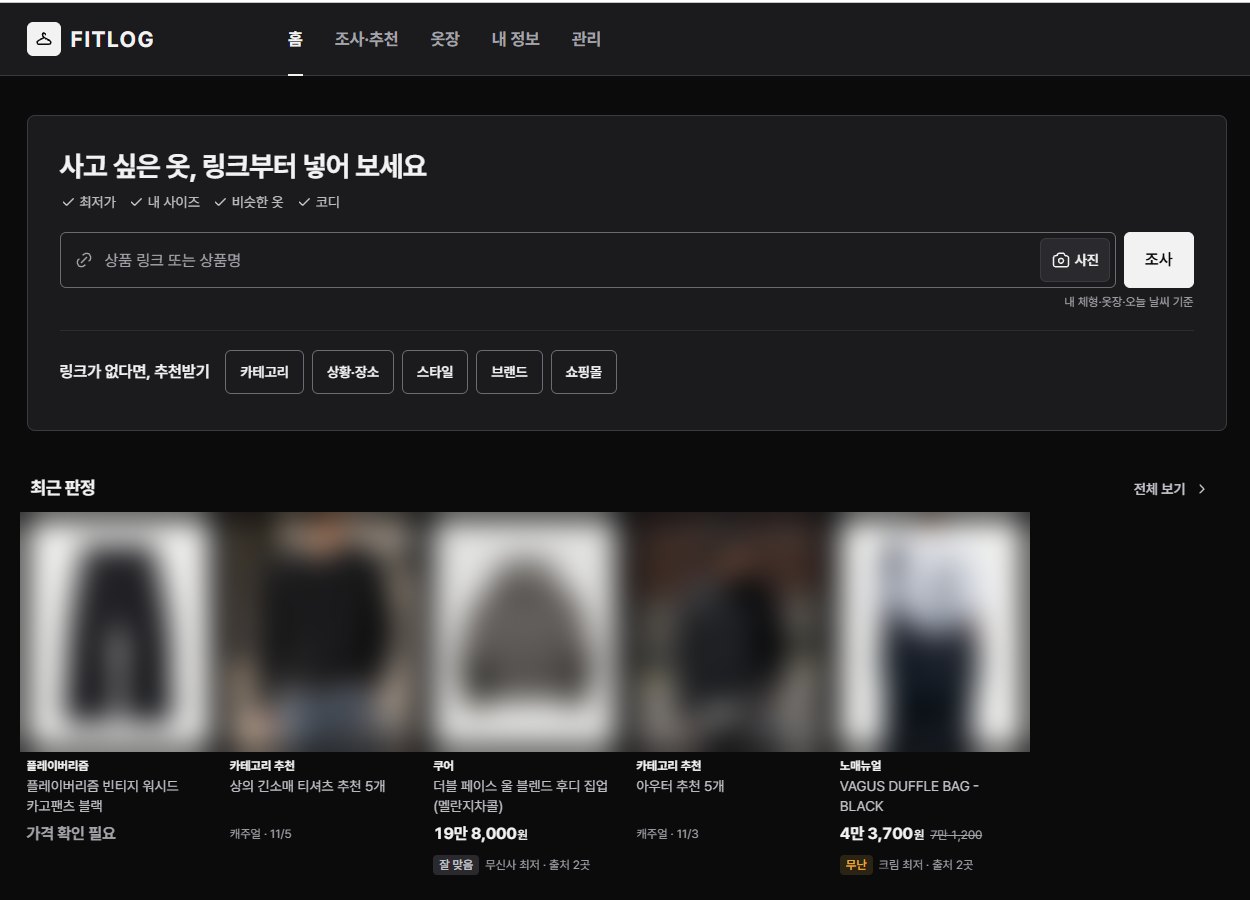 FITLOG
홈 조사·추천 옷장 내 정보 관리
사고 싶은 옷, 링크부터 넣어 보세요
최저가 내 사이즈 비슷한 옷 코디
상품 링크 또는 상품명
사진
조사
내 체형·옷장·오늘 날씨 기준
링크가 없다면, 추천받기 카테고리 상황·장소 스타일 브랜드 쇼핑몰
최근 판정
전체 보기
플레이버리즘
플레이버리즘 빈티지 워시드
카고팬츠 블랙
가격 확인 필요
카테고리 추천
상의 긴소매 티셔츠 추천 5개
캐주얼 · 11/5
쿠어
더블 페이스 울 블렌드 후디 집업
(멜란지차콜)
19만 8,000원
잘 맞음 무신사 최저 · 출처 2곳
카테고리 추천
아우터 추천 5개
캐주얼 · 11/3
노매뉴얼
VAGUS DUFFLE BAG -
BLACK
4만 3,700원 7만 1,200
무난 크림 최저 · 출처 2곳